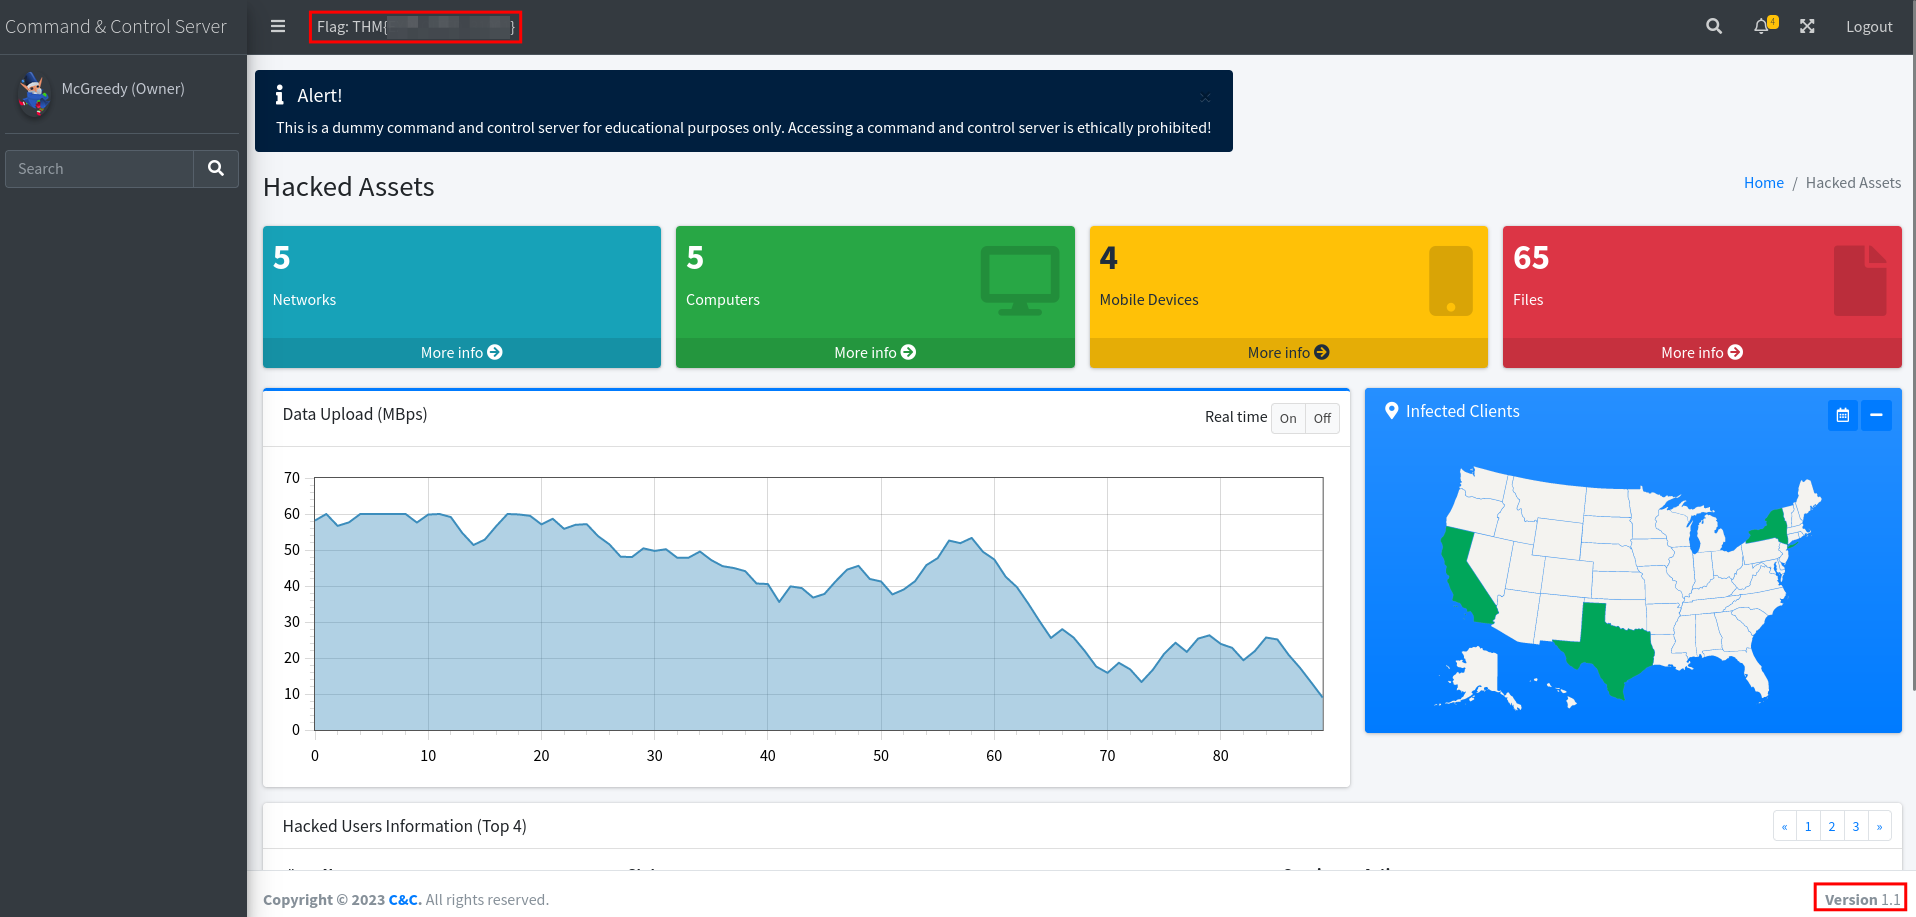 Command & Control Server
Flag: THM{ }
4
Logout
McGreedy (Owner)
Search
Alert!
×
This is a dummy command and control server for educational purposes only. Accessing a command and control server is ethically prohibited!
Hacked Assets
Home / Hacked Assets
5
Networks
More info
5
Computers
More info
4
Mobile Devices
More info
65
Files
More info
Data Upload (MBps)
Real time On Off
70
60
50
40
30
20
10
0
0 10 20 30 40 50 60 70 80
Infected Clients
Hacked Users Information (Top 4)
« 1 2 3 »
Copyright © 2023 C&C. All rights reserved.
Version 1.1